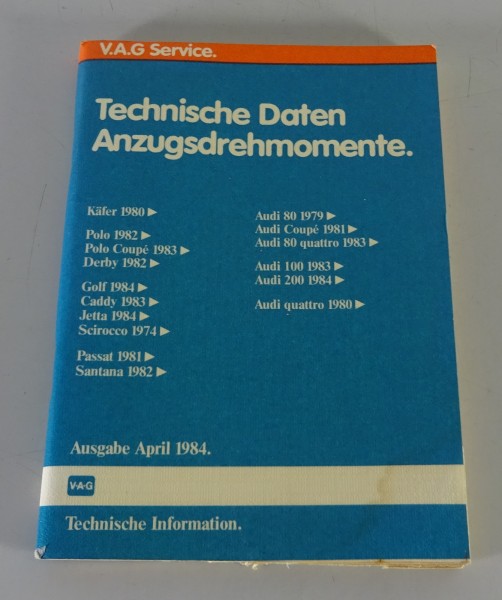 V.A.G Service.
Technische Daten
Anzugsdrehmomente.
Käfer 1980 ►
Polo 1982 ►
Polo Coupé 1983 ►
Derby 1982 ►
Golf 1984 ►
Caddy 1983 ►
Jetta 1984 ►
Scirocco 1974 ►
Passat 1981 ►
Santana 1982 ►
Audi 80 1979 ►
Audi Coupé 1981 ►
Audi 80 quattro 1983 ►
Audi 100 1983 ►
Audi 200 1984 ►
Audi quattro 1980 ►
Ausgabe April 1984.
V·A·G
Technische Information.